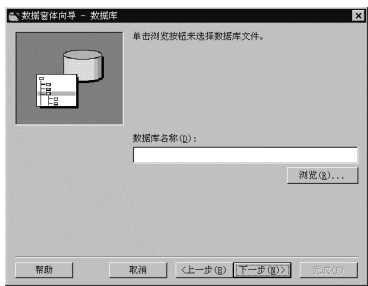 数据窗体向导 - 数据库
单击浏览按钮来选择数据库文件。
数据库名称(D):
浏览(R)...
帮助
取消
<上一步(B)
下一步(N)>
完成(F)